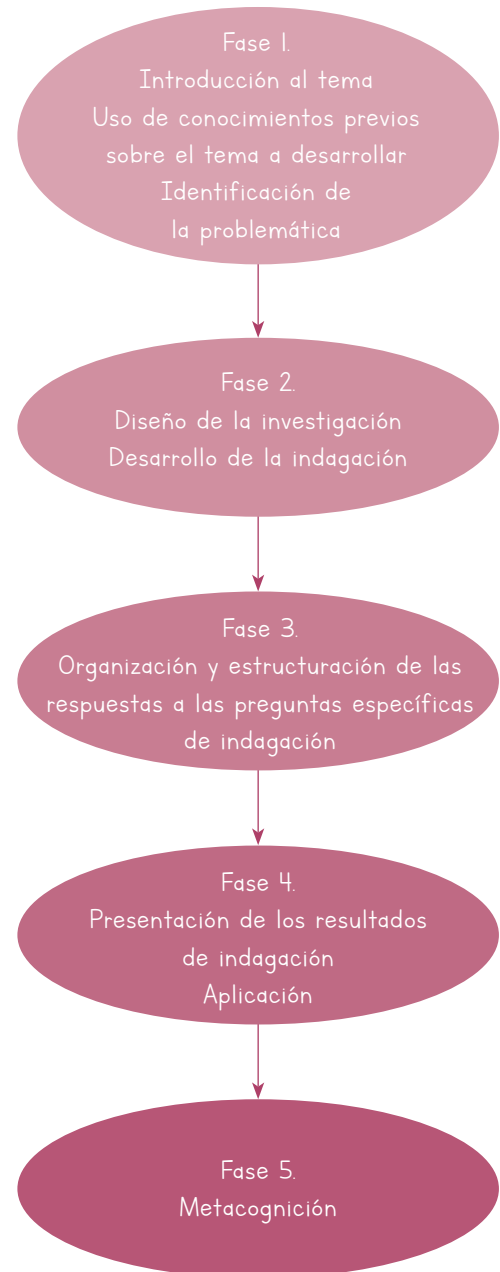 Fase 1.
Introducción al tema
Uso de conocimientos previos
sobre el tema a desarrollar
Identificación de
la problemática
Fase 2.
Diseño de la investigación
Desarrollo de la indagación
Fase 3.
Organización y estructuración de las
respuestas a las preguntas específicas
de indagación
Fase 4.
Presentación de los resultados
de indagación
Aplicación
Fase 5.
Metacognición